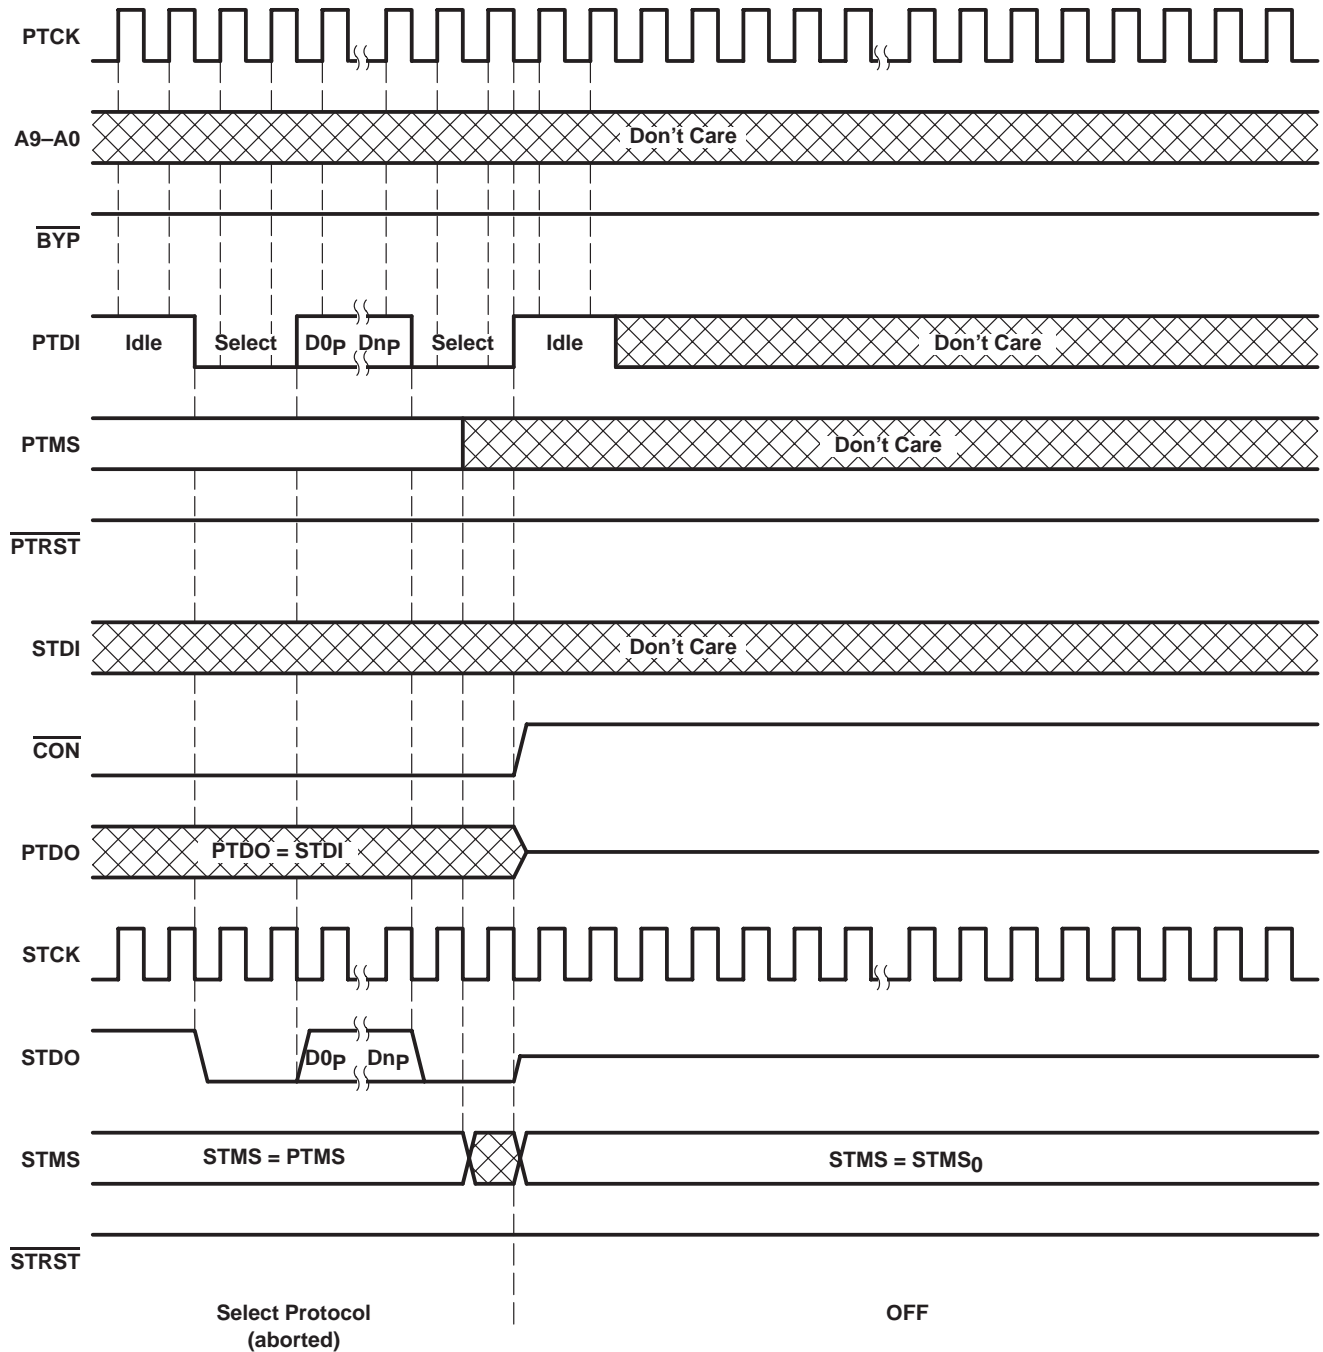 PTCK
A9–A0 Don't Care
BYP
PTDI Idle Select D0P DnP Select Idle Don't Care
PTMS Don't Care
PTRST
STDI Don't Care
CON
PTDO PTDO = STDI
STCK
STDO D0P DnP
STMS STMS = PTMS STMS = STMS0
STRST
Select Protocol OFF
(aborted)